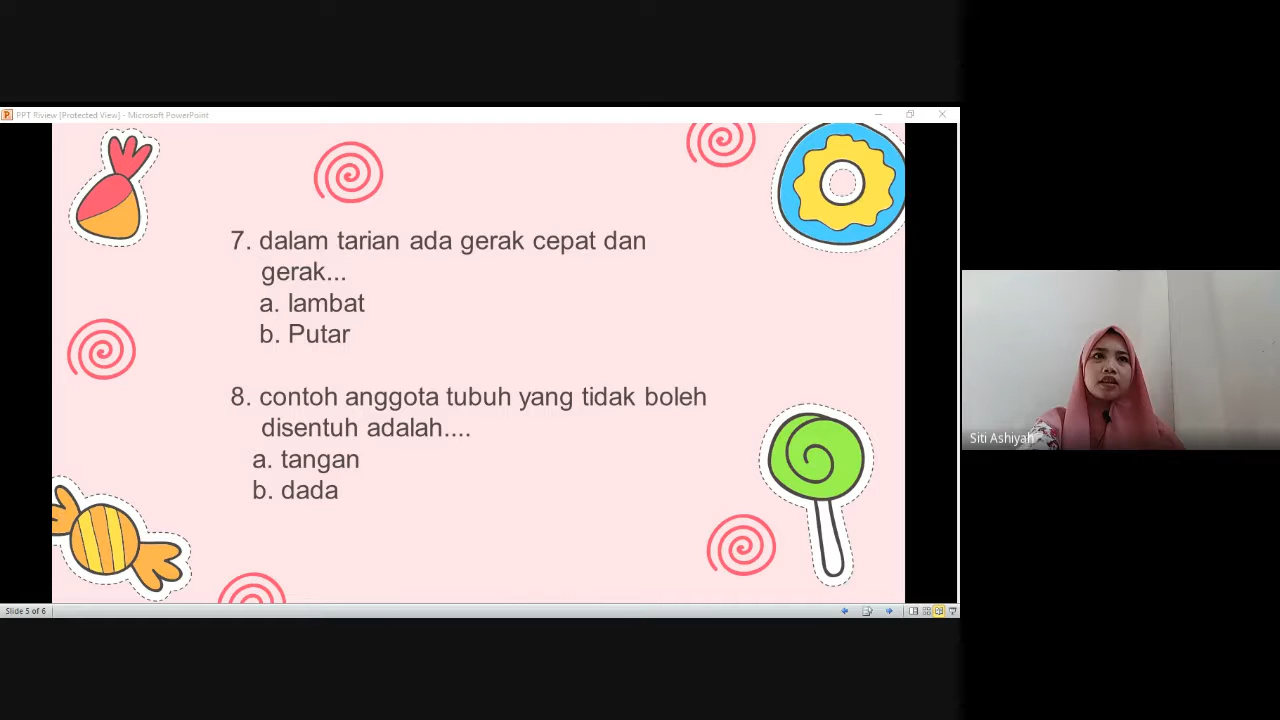 PPT Riview [Protected View] - Microsoft PowerPoint
7. dalam tarian ada gerak cepat dan
gerak...
a. lambat
b. Putar
8. contoh anggota tubuh yang tidak boleh
disentuh adalah....
a. tangan
b. dada
Siti Ashiyah
Slide 5 of 6